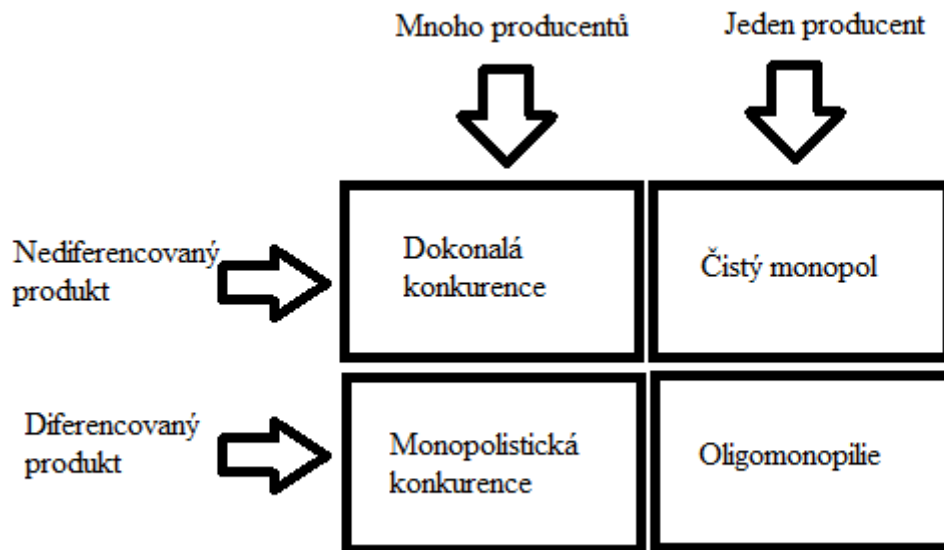 Mnoho producentů
Jeden producent
Nediferencovaný
produkt
Dokonalá
konkurence
Čistý monopol
Diferencovaný
produkt
Monopolistická
konkurence
Oligomonopilie